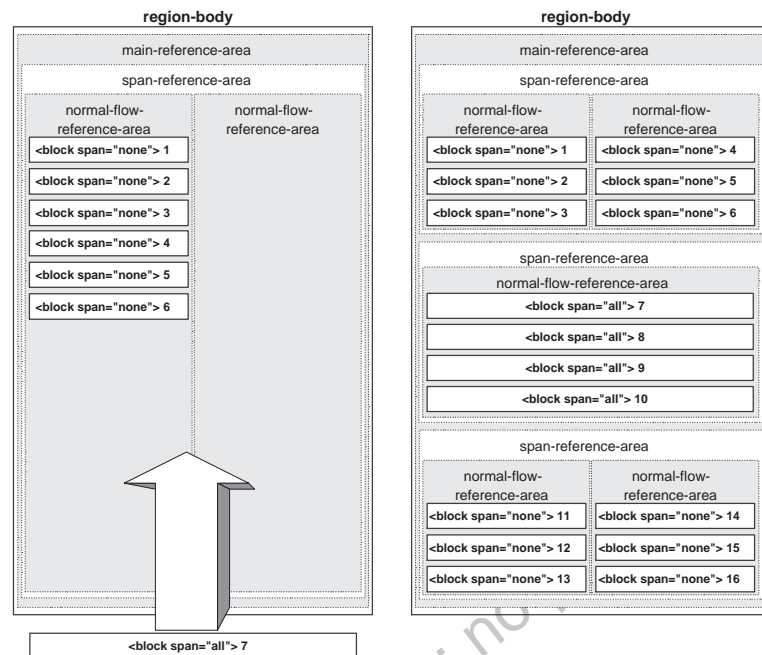 region-body
main-reference-area
span-reference-area
normal-flow-
reference-area
normal-flow-
reference-area
<block span="none"> 1
<block span="none"> 2
<block span="none"> 3
<block span="none"> 4
<block span="none"> 5
<block span="none"> 6
<block span="all"> 7
region-body
main-reference-area
span-reference-area
normal-flow-
reference-area
<block span="none"> 1
<block span="none"> 2
<block span="none"> 3
normal-flow-
reference-area
<block span="none"> 4
<block span="none"> 5
<block span="none"> 6
span-reference-area
normal-flow-reference-area
<block span="all"> 7
<block span="all"> 8
<block span="all"> 9
<block span="all"> 10
span-reference-area
normal-flow-
reference-area
<block span="none"> 11
<block span="none"> 12
<block span="none"> 13
normal-flow-
reference-area
<block span="none"> 14
<block span="none"> 15
<block span="none"> 16